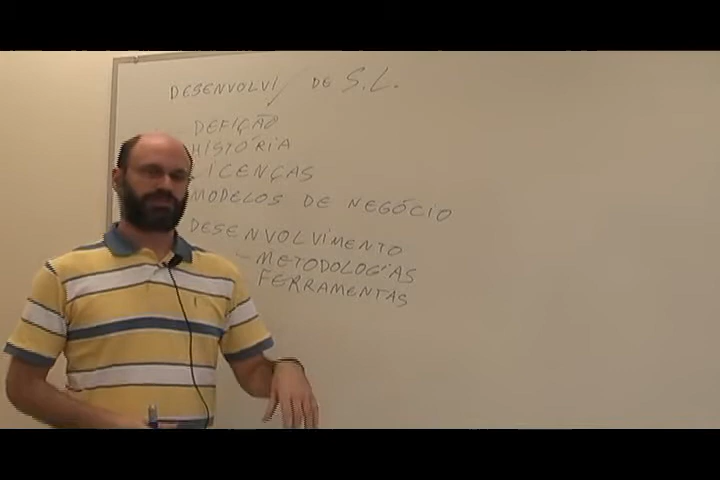 DESENVOLVI/ DE S.L.
- DEFIÇÃO
HISTÓRIA
LICENÇAS
MODELOS DE NEGÓCIO
DESENVOLVIMENTO
- METODOLOGIAS
FERRAMENTAS